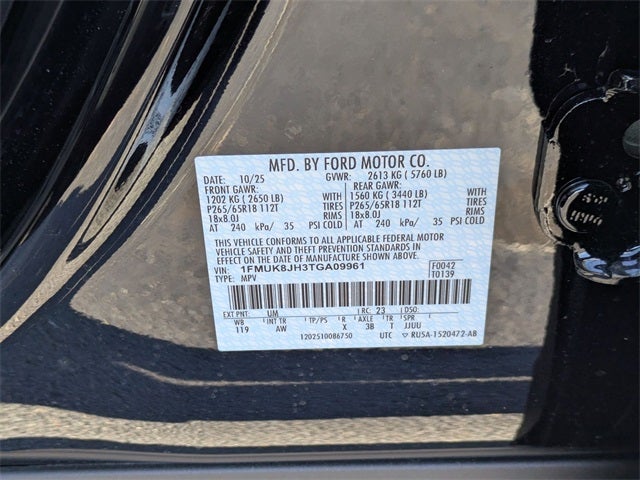 MFD. BY FORD MOTOR CO.
DATE: 10/25 GVWR: 2613 KG ( 5760 LB)
FRONT GAWR: REAR GAWR:
1202 KG ( 2650 LB) WITH 1560 KG ( 3440 LB) WITH
P265/65R18 112T TIRES P265/65R18 112T TIRES
18x8.0J RIMS 18x8.0J RIMS
AT 240 kPa/ 35 PSI COLD AT 240 kPa/ 35 PSI COLD
THIS VEHICLE CONFORMS TO ALL APPLICABLE FEDERAL MOTOR
VEHICLE SAFETY AND THEFT PREVENTION STANDARDS IN
EFFECT ON THE DATE OF MANUFACTURE SHOWN ABOVE.
VIN: 1FMUK8JH3TGA09961 F0042
TYPE: MPV T0139
EXT PNT: UM RC: 23 DSO:
WB INT TR TP/PS R AXLE TR SPR
119 AW X 3B T JJUU
1202510086750 UTC RU5A-1520472-AB